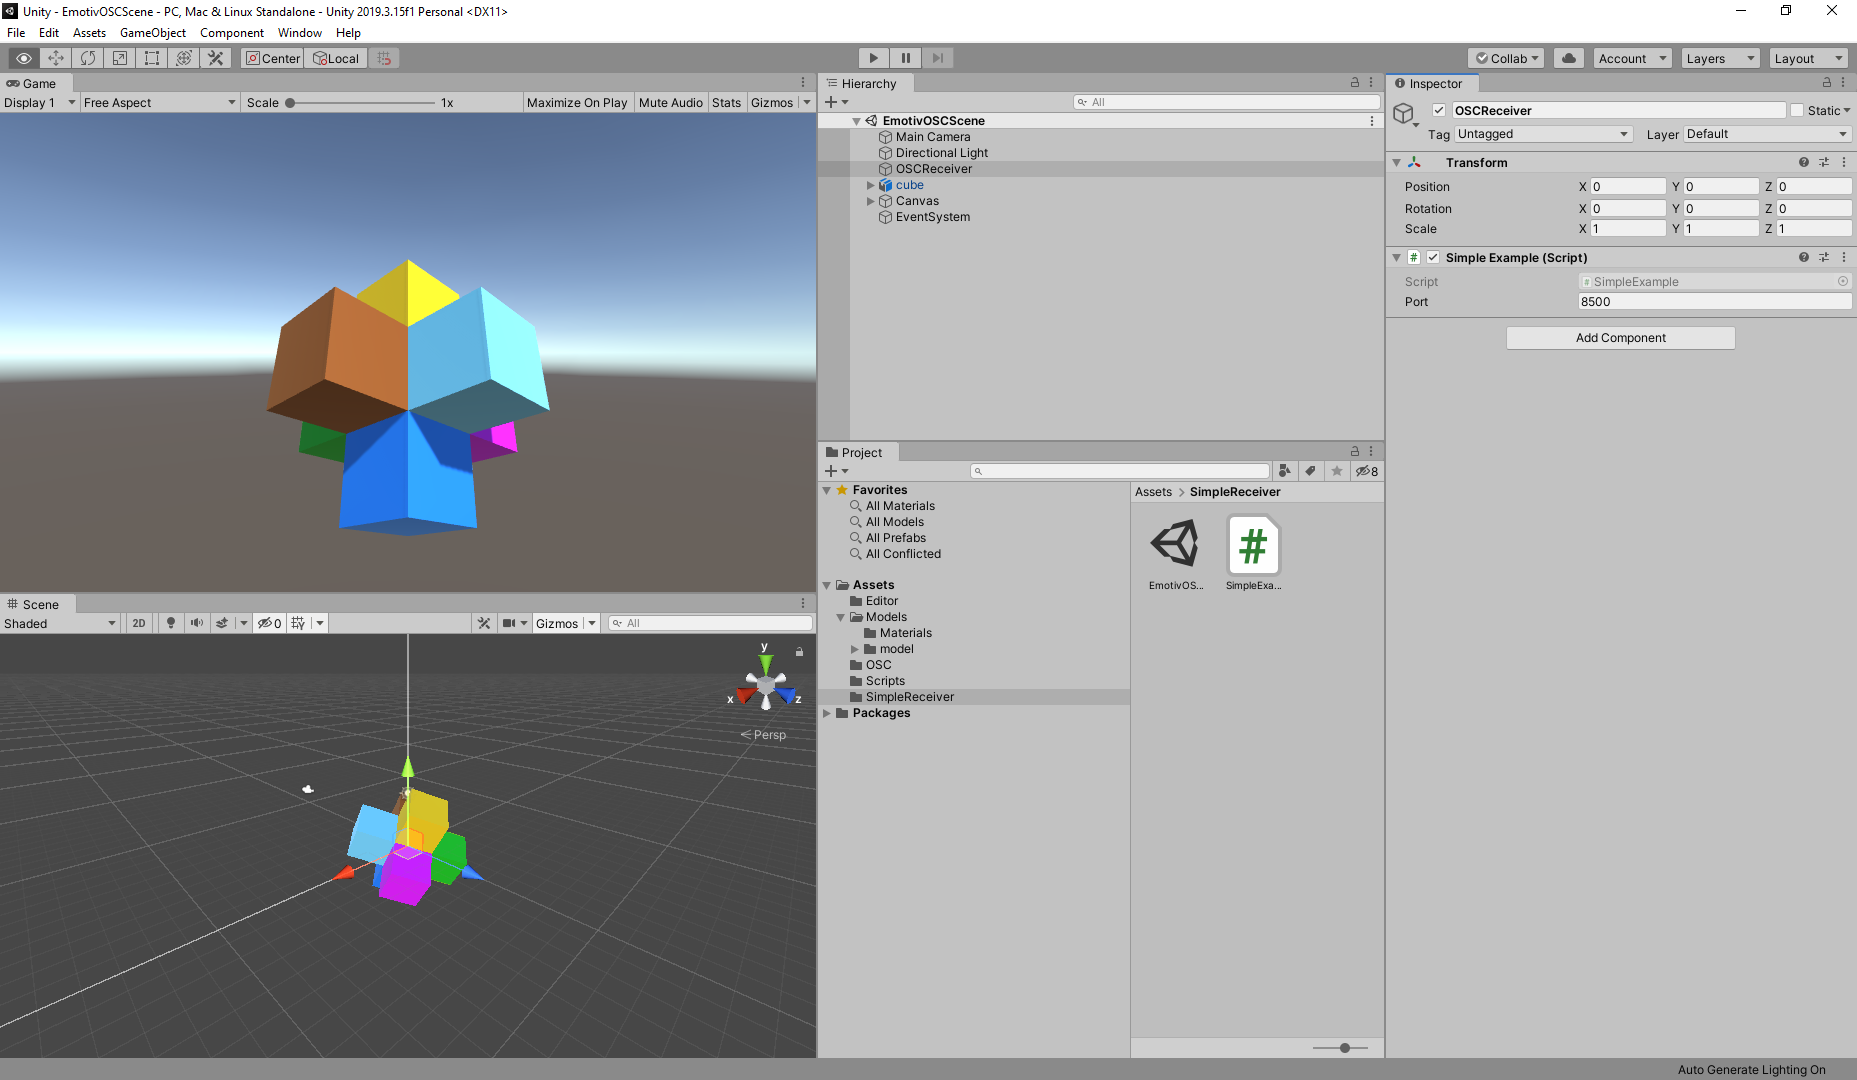 Unity - EmotivOSCScene - PC, Mac & Linux Standalone - Unity 2019.3.15f1 Personal <DX11>
File Edit Assets GameObject Component Window Help
Center Local Collab Account Layers Layout
Game
Display 1 Free Aspect Scale 1x Maximize On Play Mute Audio Stats Gizmos
Scene
Shaded 2D 0 Gizmos All
y
x z
Persp
Hierarchy
All
EmotivOSCScene
Main Camera
Directional Light
OSCReceiver
cube
Canvas
EventSystem
Project
8
Favorites
All Materials
All Models
All Prefabs
All Conflicted
Assets
Editor
Models
Materials
model
OSC
Scripts
SimpleReceiver
Packages
Assets > SimpleReceiver
EmotivOS... SimpleExa...
Inspector
OSCReceiver Static
Tag Untagged Layer Default
Transform
Position X 0 Y 0 Z 0
Rotation X 0 Y 0 Z 0
Scale X 1 Y 1 Z 1
# Simple Example (Script)
Script # SimpleExample
Port 8500
Add Component
Auto Generate Lighting On